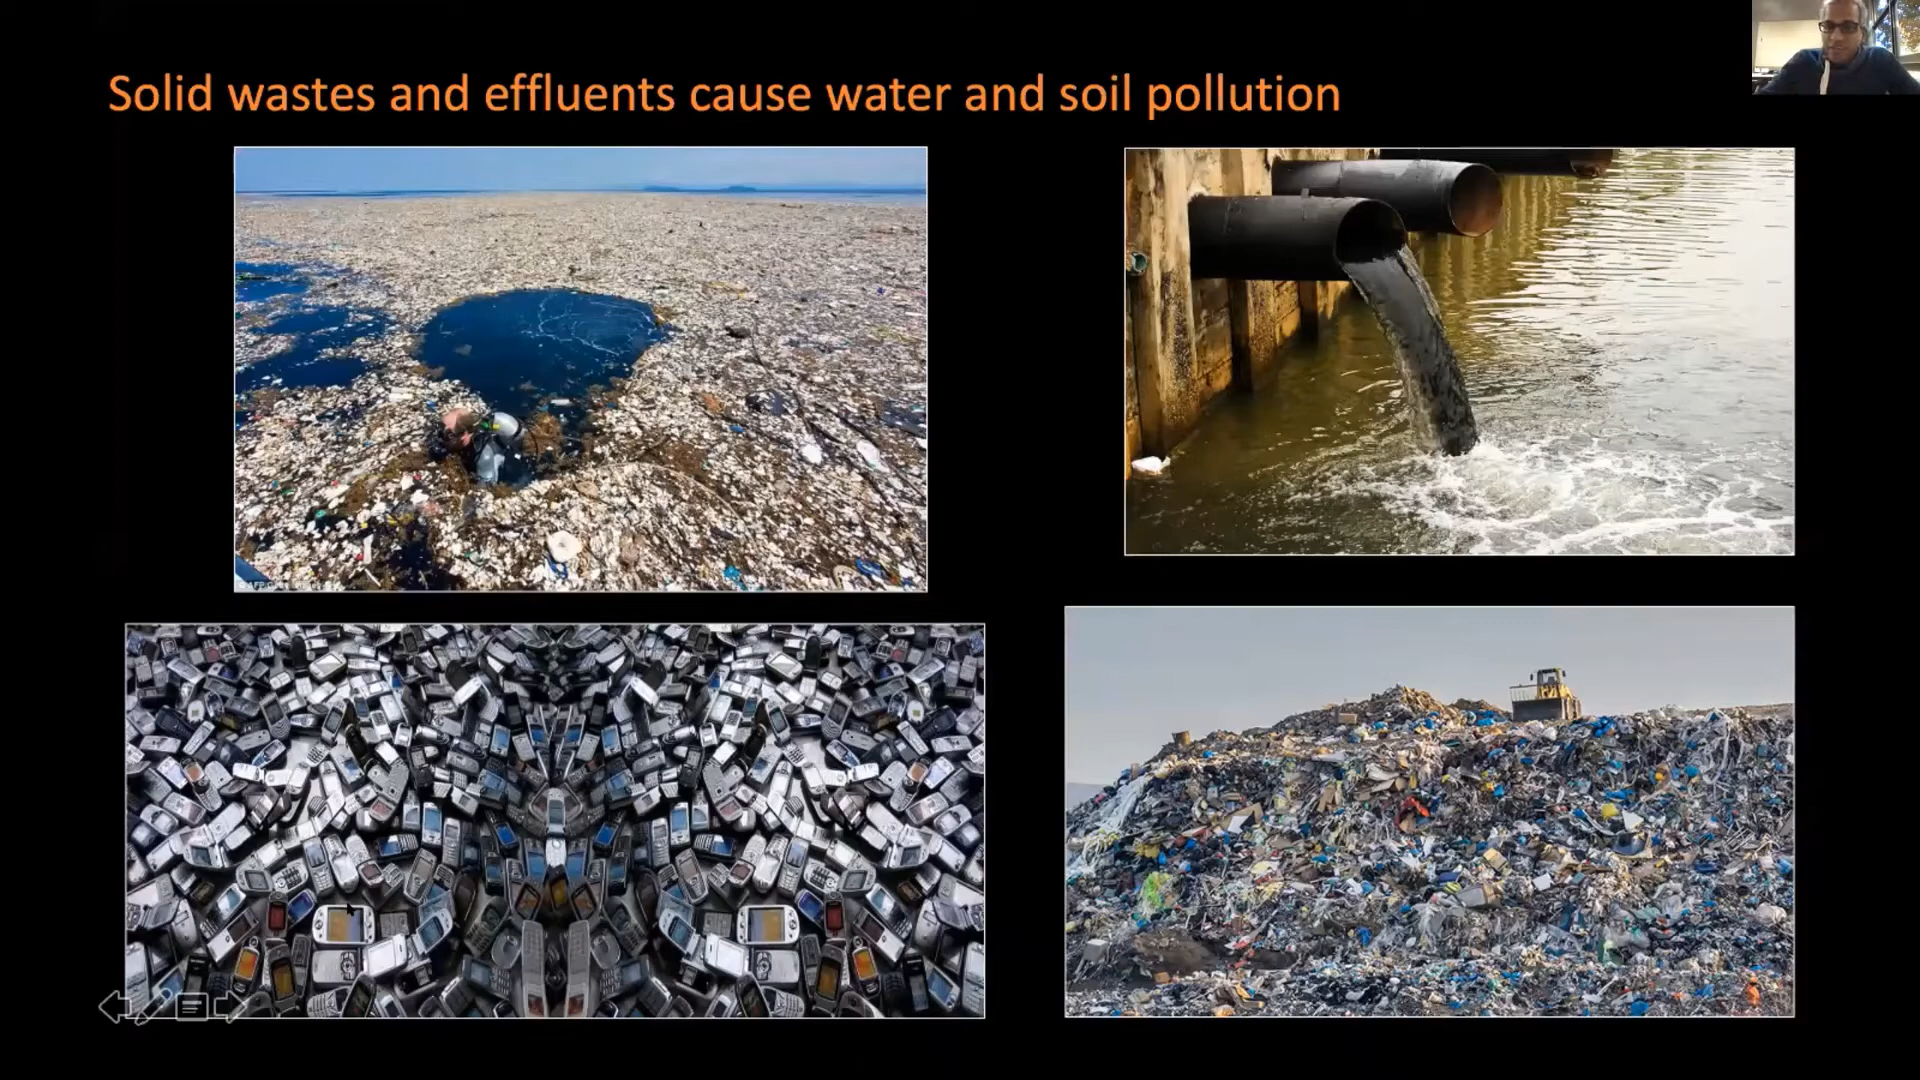 Solid wastes and effluents cause water and soil pollution